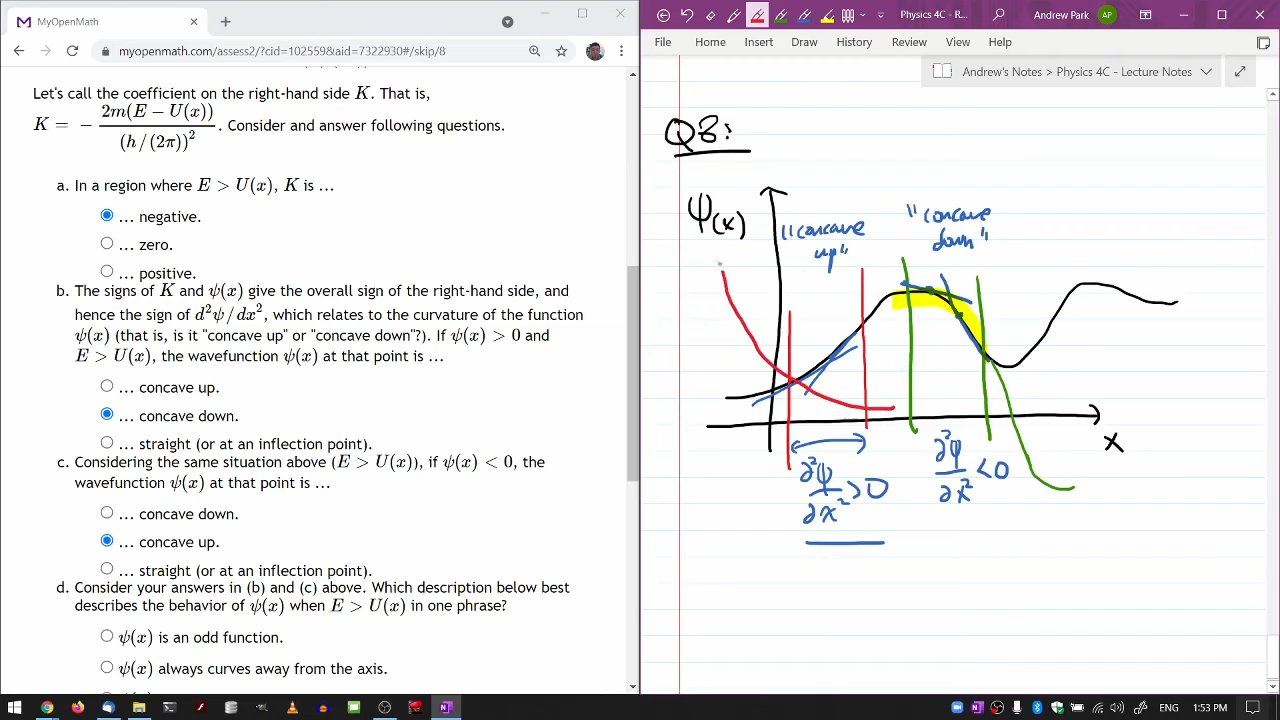 MyOpenMath
myopenmath.com/assess2/?cid=102559&aid=7322930#/skip/8
Let's call the coefficient on the right-hand side K. That is,
K = − 2m(E − U(x)) / (h/(2π))². Consider and answer following questions.
a. In a region where E > U(x), K is ...
... negative.
... zero.
... positive.
b. The signs of K and ψ(x) give the overall sign of the right-hand side, and
hence the sign of d²ψ/dx², which relates to the curvature of the function
ψ(x) (that is, is it "concave up" or "concave down"?). If ψ(x) > 0 and
E > U(x), the wavefunction ψ(x) at that point is ...
... concave up.
... concave down.
... straight (or at an inflection point).
c. Considering the same situation above (E > U(x)), if ψ(x) < 0, the
wavefunction ψ(x) at that point is ...
... concave down.
... concave up.
... straight (or at an inflection point).
d. Consider your answers in (b) and (c) above. Which description below best
describes the behavior of ψ(x) when E > U(x) in one phrase?
ψ(x) is an odd function.
ψ(x) always curves away from the axis.
Physics 4C - R...
Andrew Park
AP
File Home Insert Draw History Review View Help
Andrew's Notes > Physics 4C - Lecture Notes
Q8:
ψ(x)
"concave
up"
"concave
down"
x
∂²ψ/∂x² > 0
∂²ψ/∂x² < 0
ENG
1:53 PM